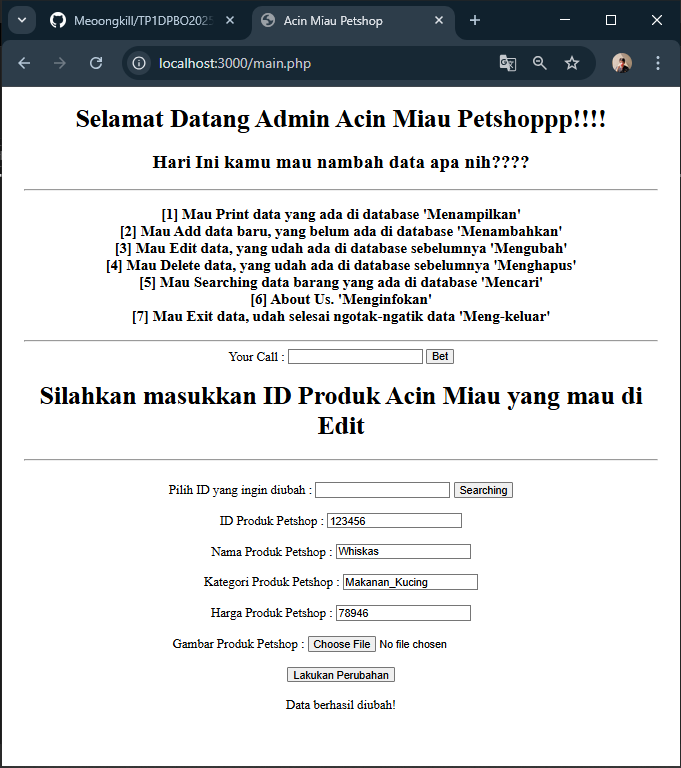 Meoongkill/TP1DPBO2025
Acin Miau Petshop
localhost:3000/main.php
Selamat Datang Admin Acin Miau Petshoppp!!!!
Hari Ini kamu mau nambah data apa nih????
[1] Mau Print data yang ada di database 'Menampilkan'
[2] Mau Add data baru, yang belum ada di database 'Menambahkan'
[3] Mau Edit data, yang udah ada di database sebelumnya 'Mengubah'
[4] Mau Delete data, yang udah ada di database sebelumnya 'Menghapus'
[5] Mau Searching data barang yang ada di database 'Mencari'
[6] About Us. 'Menginfokan'
[7] Mau Exit data, udah selesai ngotak-ngatik data 'Meng-keluar'
Your Call : Bet
Silahkan masukkan ID Produk Acin Miau yang mau di
Edit
Pilih ID yang ingin diubah : Searching
ID Produk Petshop : 123456
Nama Produk Petshop : Whiskas
Kategori Produk Petshop : Makanan_Kucing
Harga Produk Petshop : 78946
Gambar Produk Petshop : Choose File No file chosen
Lakukan Perubahan
Data berhasil diubah!